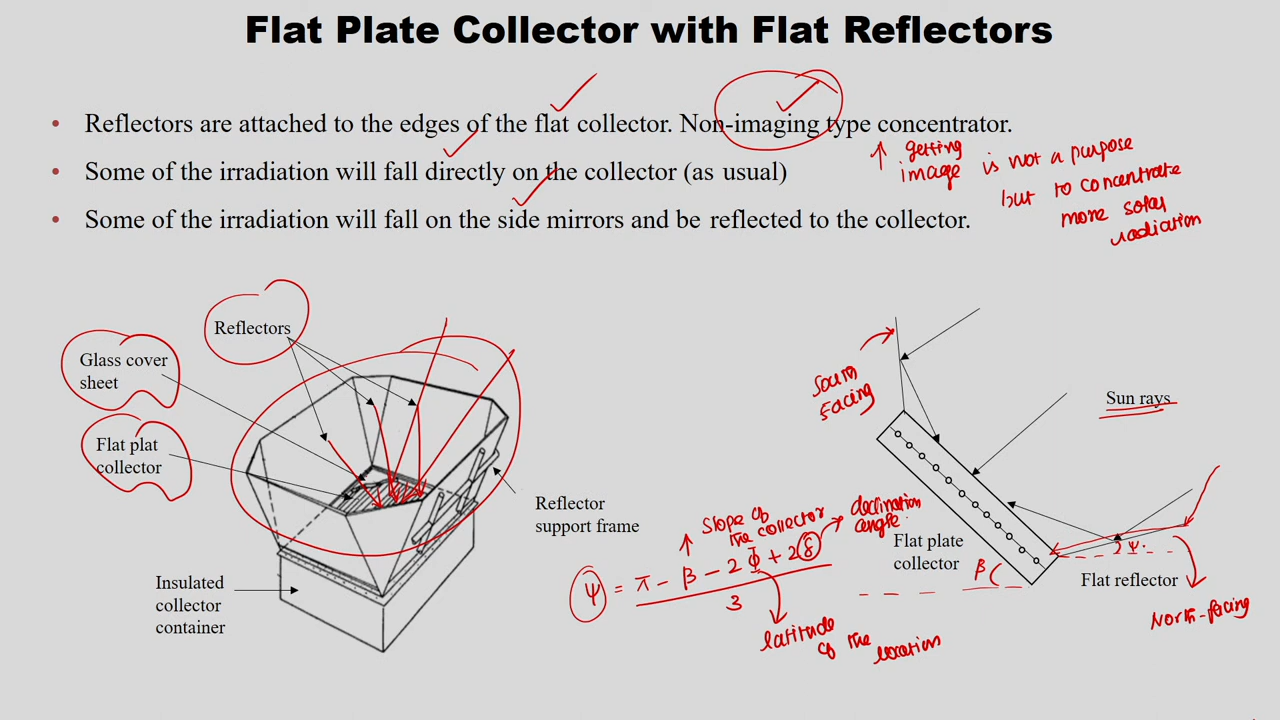 Flat Plate Collector with Flat Reflectors
• Reflectors are attached to the edges of the flat collector. Non-imaging type concentrator.
↑ getting image is not a purpose
but to concentrate
more solar
radiation
• Some of the irradiation will fall directly on the collector (as usual)
• Some of the irradiation will fall on the side mirrors and be reflected to the collector.
Reflectors
Glass cover
sheet
Flat plat
collector
Reflector
support frame
Insulated
collector
container
South
facing
Sun rays
Flat plate
collector
Flat reflector
β
ψ
North-facing
Slope of
the collector
declination
angle
ψ = π - β - 2Φ + 2δ
3
latitude
of the
location